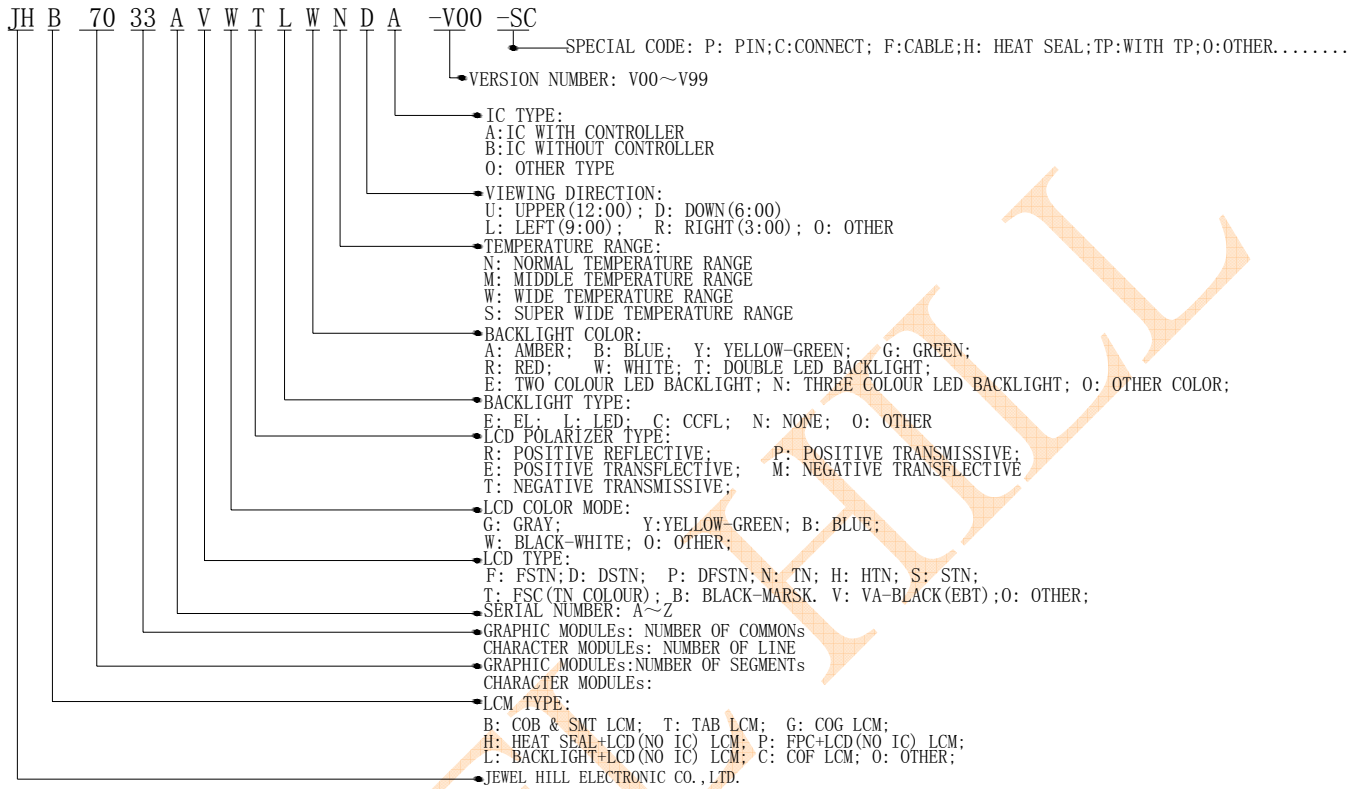 JH B 70 33 A V W T L W N D A -V00 -SC
SPECIAL CODE: P: PIN;C:CONNECT; F:CABLE;H: HEAT SEAL;TP:WITH TP;O:OTHER........
VERSION NUMBER: V00～V99
IC TYPE:
A:IC WITH CONTROLLER
B:IC WITHOUT CONTROLLER
O: OTHER TYPE
VIEWING DIRECTION:
U: UPPER(12:00); D: DOWN(6:00)
L: LEFT(9:00); R: RIGHT(3:00); O: OTHER
TEMPERATURE RANGE:
N: NORMAL TEMPERATURE RANGE
M: MIDDLE TEMPERATURE RANGE
W: WIDE TEMPERATURE RANGE
S: SUPER WIDE TEMPERATURE RANGE
BACKLIGHT COLOR:
A: AMBER; B: BLUE; Y: YELLOW-GREEN; G: GREEN;
R: RED; W: WHITE; T: DOUBLE LED BACKLIGHT;
E: TWO COLOUR LED BACKLIGHT; N: THREE COLOUR LED BACKLIGHT; O: OTHER COLOR;
BACKLIGHT TYPE:
E: EL; L: LED; C: CCFL; N: NONE; O: OTHER
LCD POLARIZER TYPE:
R: POSITIVE REFLECTIVE; P: POSITIVE TRANSMISSIVE;
E: POSITIVE TRANSFLECTIVE; M: NEGATIVE TRANSFLECTIVE
T: NEGATIVE TRANSMISSIVE;
LCD COLOR MODE:
G: GRAY; Y:YELLOW-GREEN; B: BLUE;
W: BLACK-WHITE; O: OTHER;
LCD TYPE:
F: FSTN;D: DSTN; P: DFSTN;N: TN; H: HTN; S: STN;
T: FSC(TN COLOUR); B: BLACK-MARSK. V: VA-BLACK(EBT);O: OTHER;
SERIAL NUMBER: A～Z
GRAPHIC MODULEs: NUMBER OF COMMONs
CHARACTER MODULEs: NUMBER OF LINE
GRAPHIC MODULEs:NUMBER OF SEGMENTs
CHARACTER MODULEs:
LCM TYPE:
B: COB & SMT LCM; T: TAB LCM; G: COG LCM;
H: HEAT SEAL+LCD(NO IC) LCM; P: FPC+LCD(NO IC) LCM;
L: BACKLIGHT+LCD(NO IC) LCM; C: COF LCM; O: OTHER;
JEWEL HILL ELECTRONIC CO.,LTD.
HILL